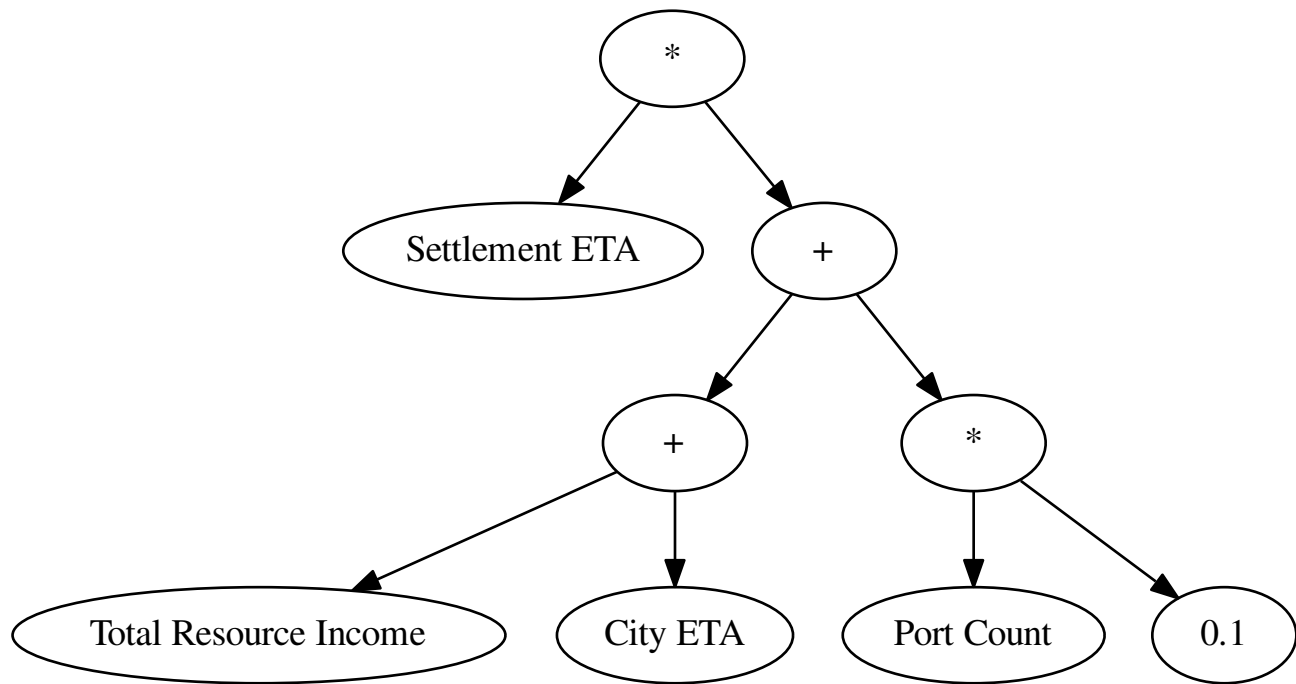 *
Settlement ETA
+
+
*
Total Resource Income
City ETA
Port Count
0.1